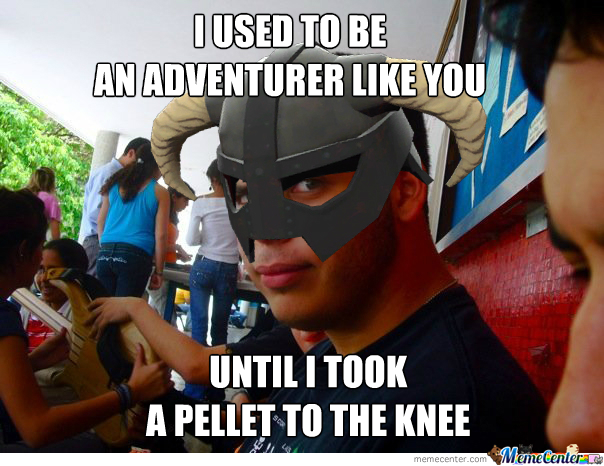 I USED TO BE
AN ADVENTURER LIKE YOU
UNTIL I TOOK
A PELLET TO THE KNEE
memecenter.com MemeCenter